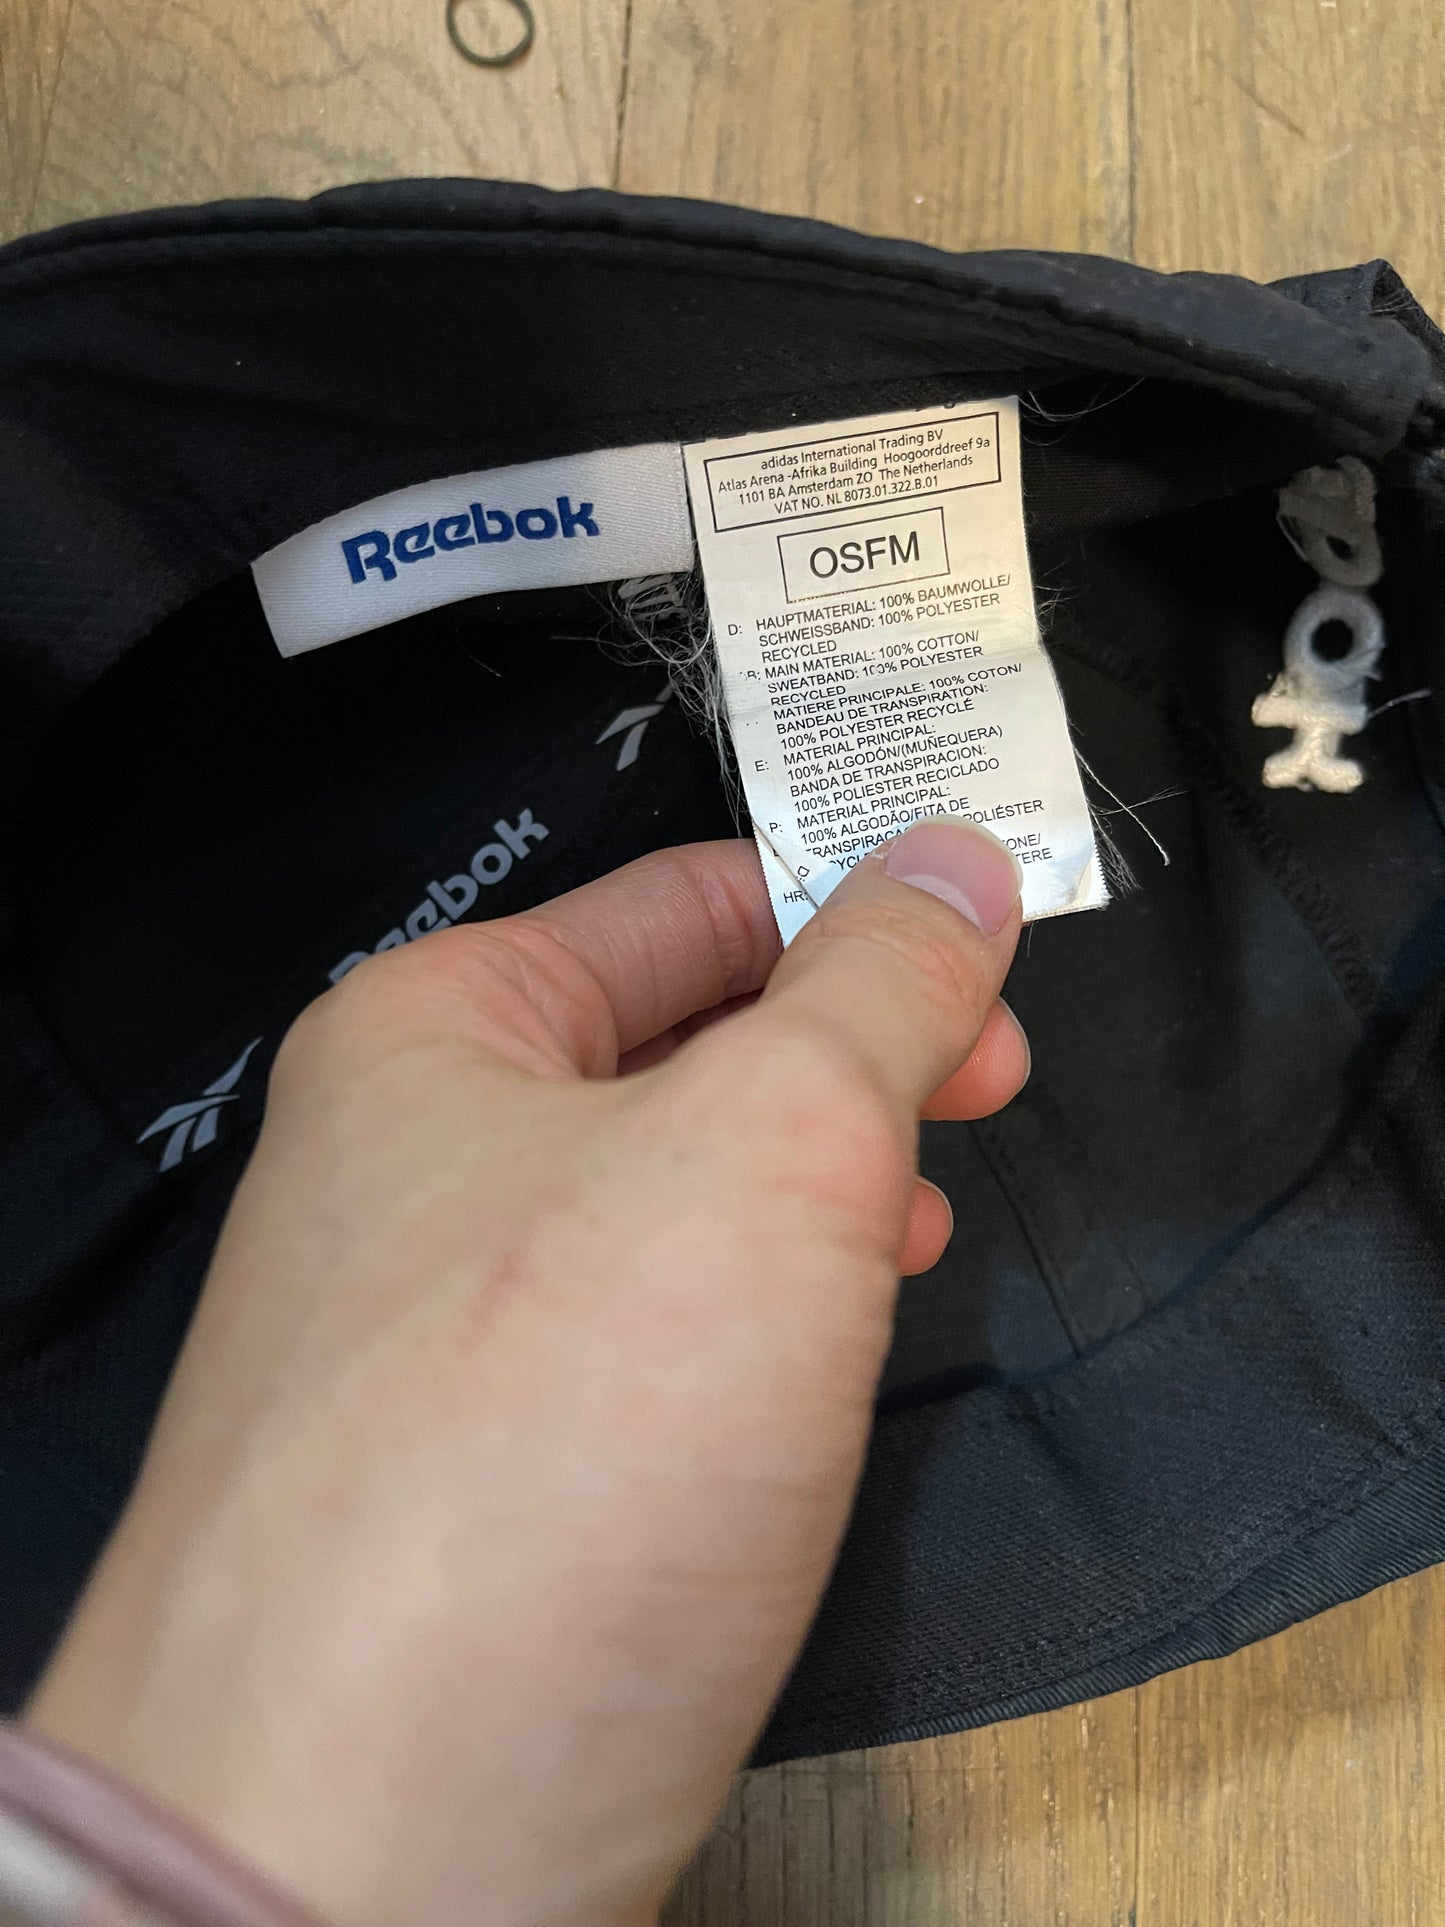 Reebok
adidas International Trading BV
Atlas Arena -Afrika Building Hoogoorddreef 9a
1101 BA Amsterdam ZO The Netherlands
VAT NO. NL 8073.01.322.B.01
OSFM
D: HAUPTMATERIAL: 100% BAUMWOLLE/
SCHWEISSBAND: 100% POLYESTER
RECYCLED
MAIN MATERIAL: 100% COTTON/
SWEATBAND: 100% POLYESTER
RECYCLED
MATIERE PRINCIPALE: 100% COTON/
BANDEAU DE TRANSPIRATION:
100% POLYESTER RECYCLÉ
E: MATERIAL PRINCIPAL:
100% ALGODÓN/(MUÑEQUERA)
BANDA DE TRANSPIRACION:
100% POLIESTER RECICLADO
P: MATERIAL PRINCIPAL:
100% ALGODÃO/FITA DE
POLIÉSTER
HR:
Reebok